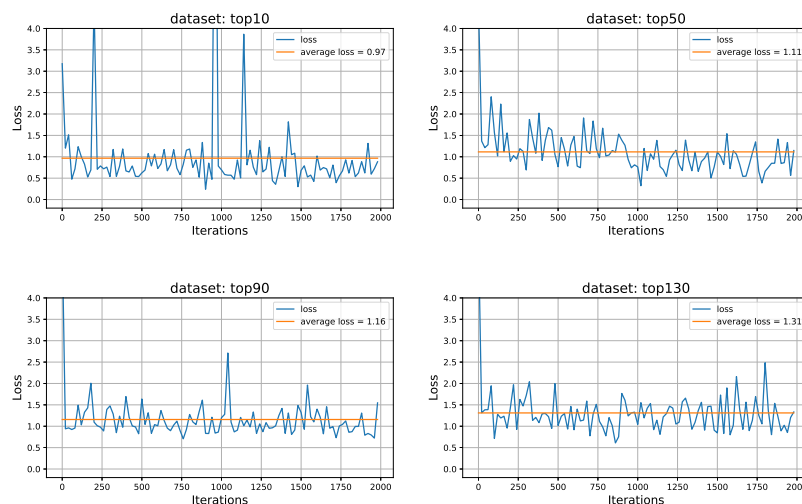 dataset: top10
4.0
3.5
3.0
2.5
2.0
1.5
1.0
0.5
0.0
Loss
loss
average loss = 0.97
0 250 500 750 1000 1250 1500 1750 2000
Iterations
dataset: top50
4.0
3.5
3.0
2.5
2.0
1.5
1.0
0.5
0.0
Loss
loss
average loss = 1.11
0 250 500 750 1000 1250 1500 1750 200
Iterations
dataset: top90
4.0
3.5
3.0
2.5
2.0
1.5
1.0
0.5
0.0
Loss
loss
average loss = 1.16
0 250 500 750 1000 1250 1500 1750 2000
Iterations
dataset: top130
4.0
3.5
3.0
2.5
2.0
1.5
1.0
0.5
0.0
Loss
loss
average loss = 1.31
0 250 500 750 1000 1250 1500 1750 200
Iterations